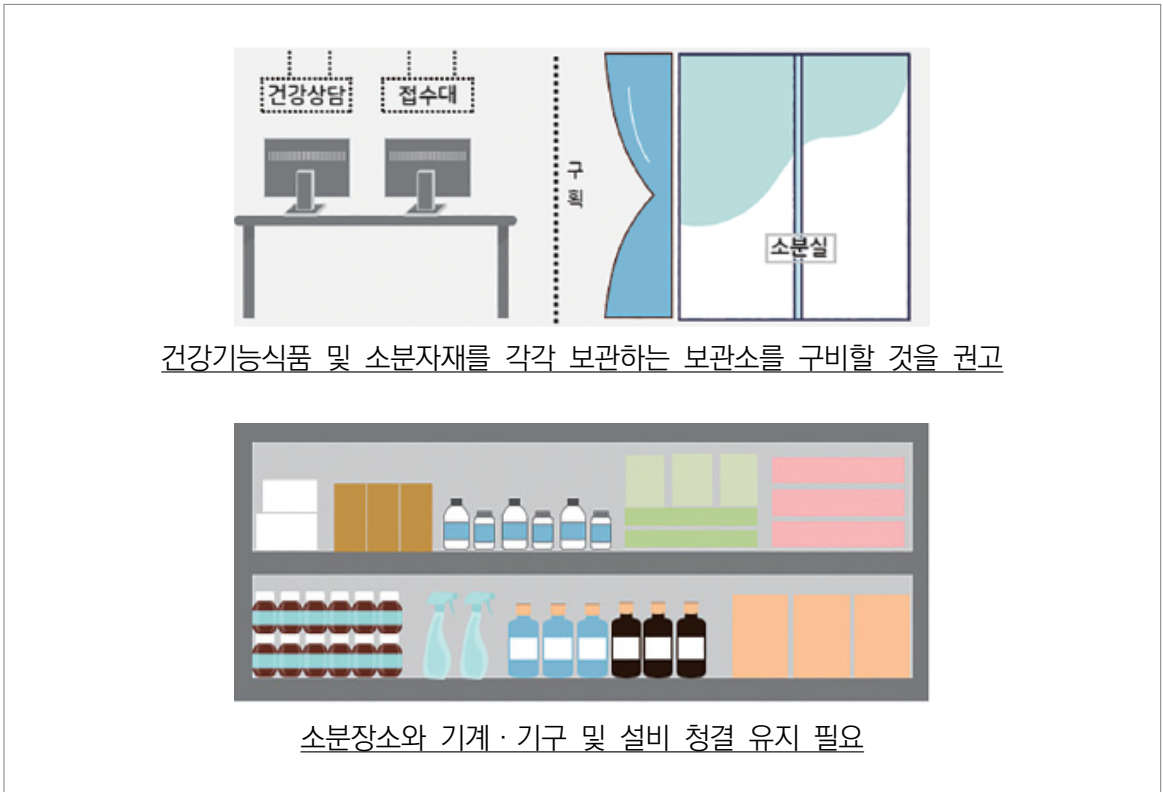 건강상담 접수대
구획
소분실
건강기능식품 및 소분자재를 각각 보관하는 보관소를 구비할 것을 권고
소분장소와 기계 · 기구 및 설비 청결 유지 필요